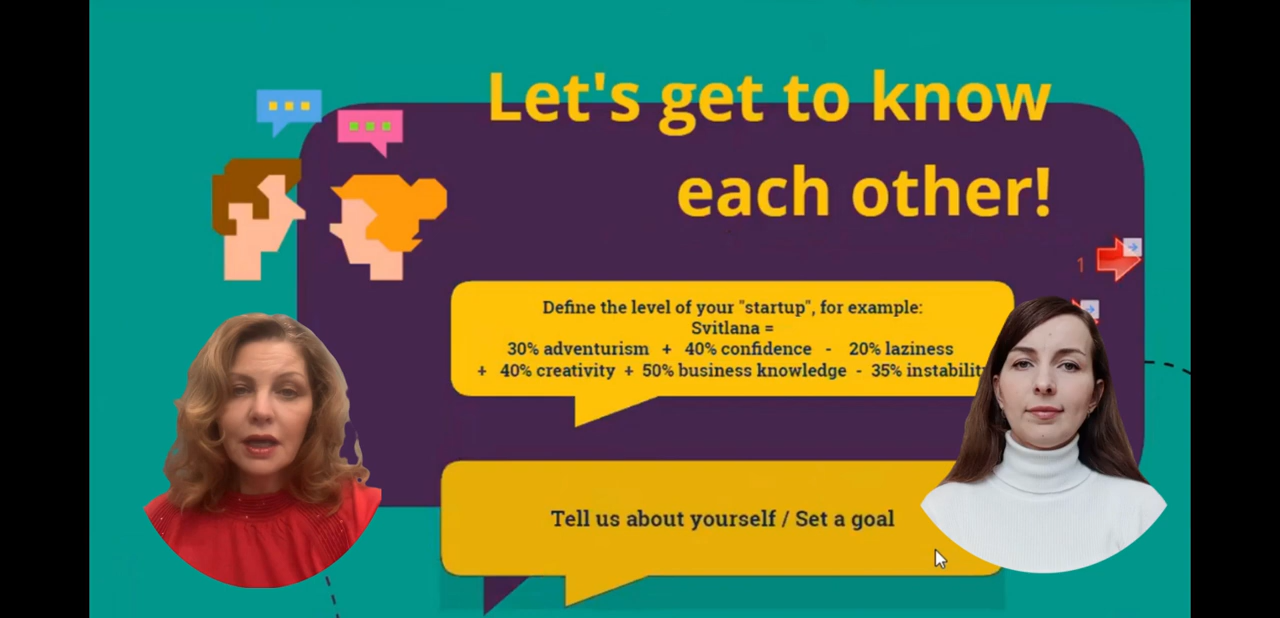 Let's get to know
each other!
1
Define the level of your "startup", for example:
Svitlana =
30% adventurism + 40% confidence - 20% laziness
+ 40% creativity + 50% business knowledge - 35%
Tell us about yourself / Set a goal